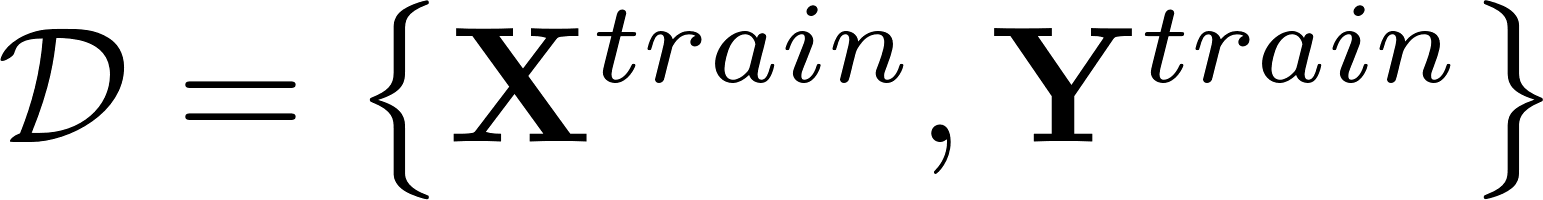 𝒟 = {𝐗^{train}, 𝐘^{train}}